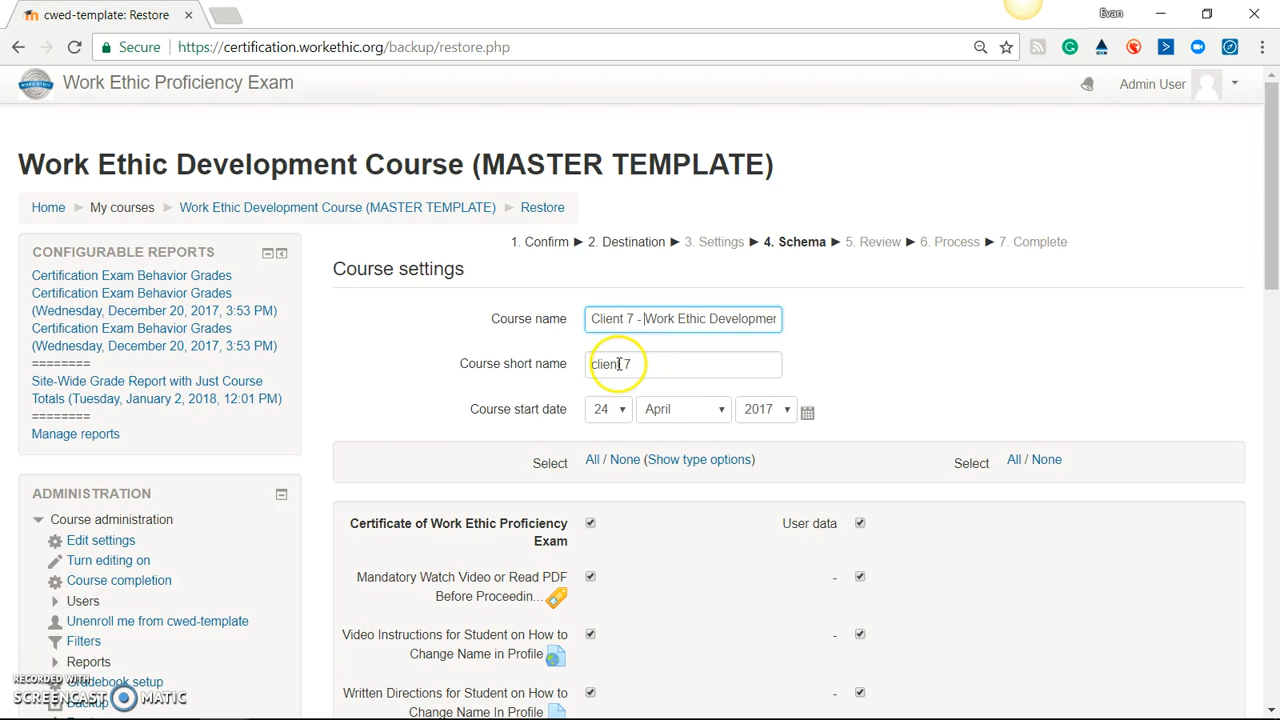 cwed-template: Restore
Evan
Secure
https://certification.workethic.org/backup/restore.php
Work Ethic Proficiency Exam
Admin User
Work Ethic Development Course (MASTER TEMPLATE)
Home ► My courses ► Work Ethic Development Course (MASTER TEMPLATE) ► Restore
CONFIGURABLE REPORTS
Certification Exam Behavior Grades
Certification Exam Behavior Grades
(Wednesday, December 20, 2017, 3:53 PM)
Certification Exam Behavior Grades
(Wednesday, December 20, 2017, 3:53 PM)
========
Site-Wide Grade Report with Just Course
Totals (Tuesday, January 2, 2018, 12:01 PM)
========
Manage reports
ADMINISTRATION
Course administration
Edit settings
Turn editing on
Course completion
Users
Unenroll me from cwed-template
Filters
Reports
Gradebook setup
Backup
1. Confirm ► 2. Destination ► 3. Settings ► 4. Schema ► 5. Review ► 6. Process ► 7. Complete
Course settings
Course name
Client 7 - Work Ethic Developmer
Course short name
client 7
Course start date
24 April 2017
Select All / None (Show type options) Select All / None
Certificate of Work Ethic Proficiency
Exam
User data
Mandatory Watch Video or Read PDF
Before Proceedin...
-
Video Instructions for Student on How to
Change Name in Profile
-
Written Directions for Student on How to
Change Name In Profile
-
RECORDED WITH
SCREENCAST MATIC